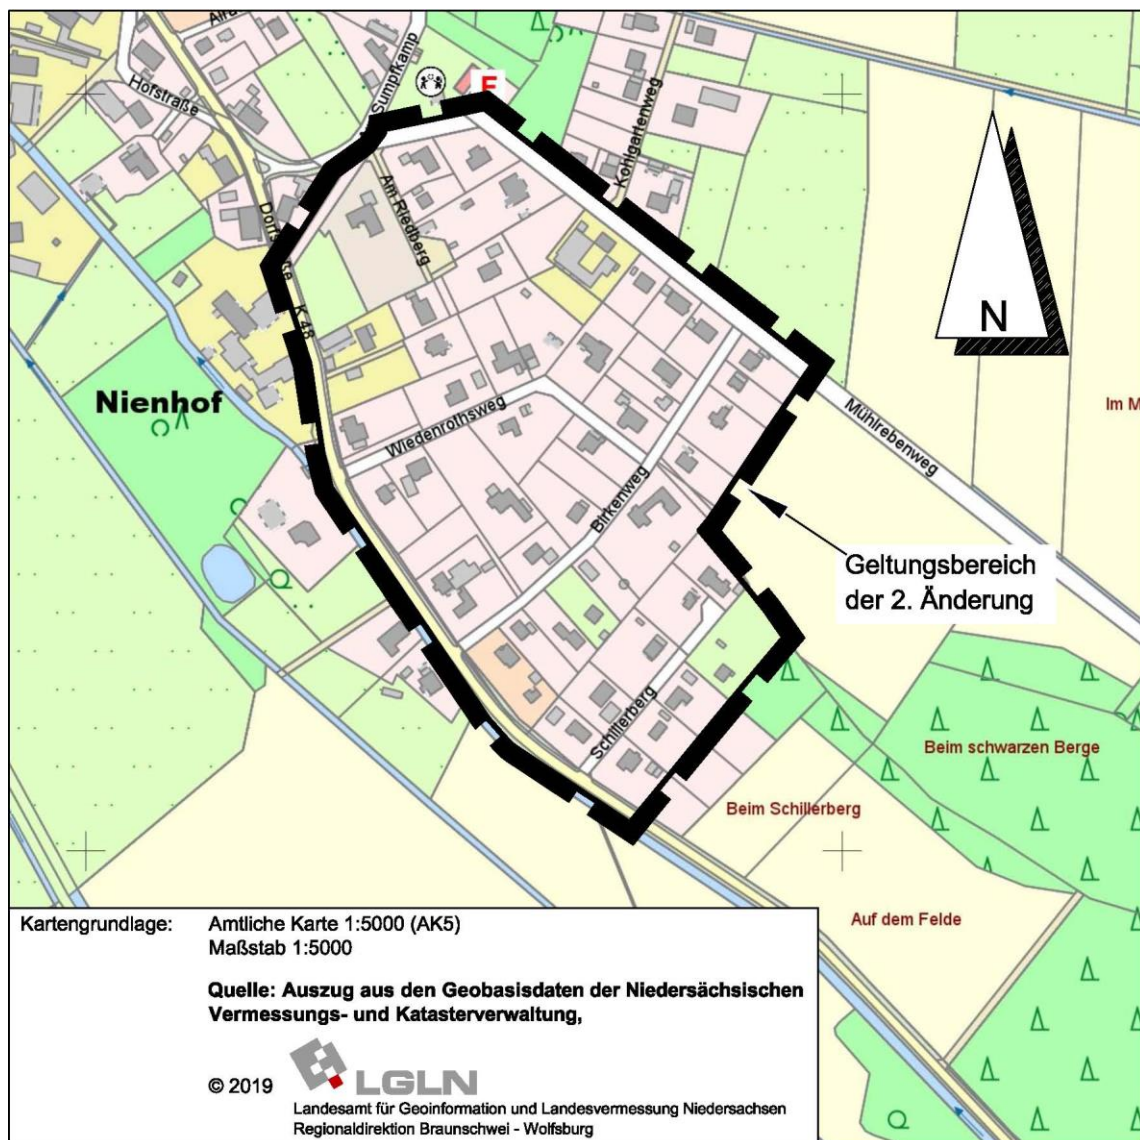 Sumpfkamp
Hofstraße
F
Kohlgartenweg
Am Riedberg
N
K 48
Nienhof
Im M
Wiedenrothsweg
Mühlrebenweg
Birkenweg
Geltungsbereich
der 2. Änderung
Schillerberg
Beim schwarzen Berge
Beim Schillerberg
Auf dem Felde
Kartengrundlage: Amtliche Karte 1:5000 (AK5)
Maßstab 1:5000
Quelle: Auszug aus den Geobasisdaten der Niedersächsischen
Vermessungs- und Katasterverwaltung,
© 2019 LGLN
Landesamt für Geoinformation und Landesvermessung Niedersachsen
Regionaldirektion Braunschwei - Wolfsburg